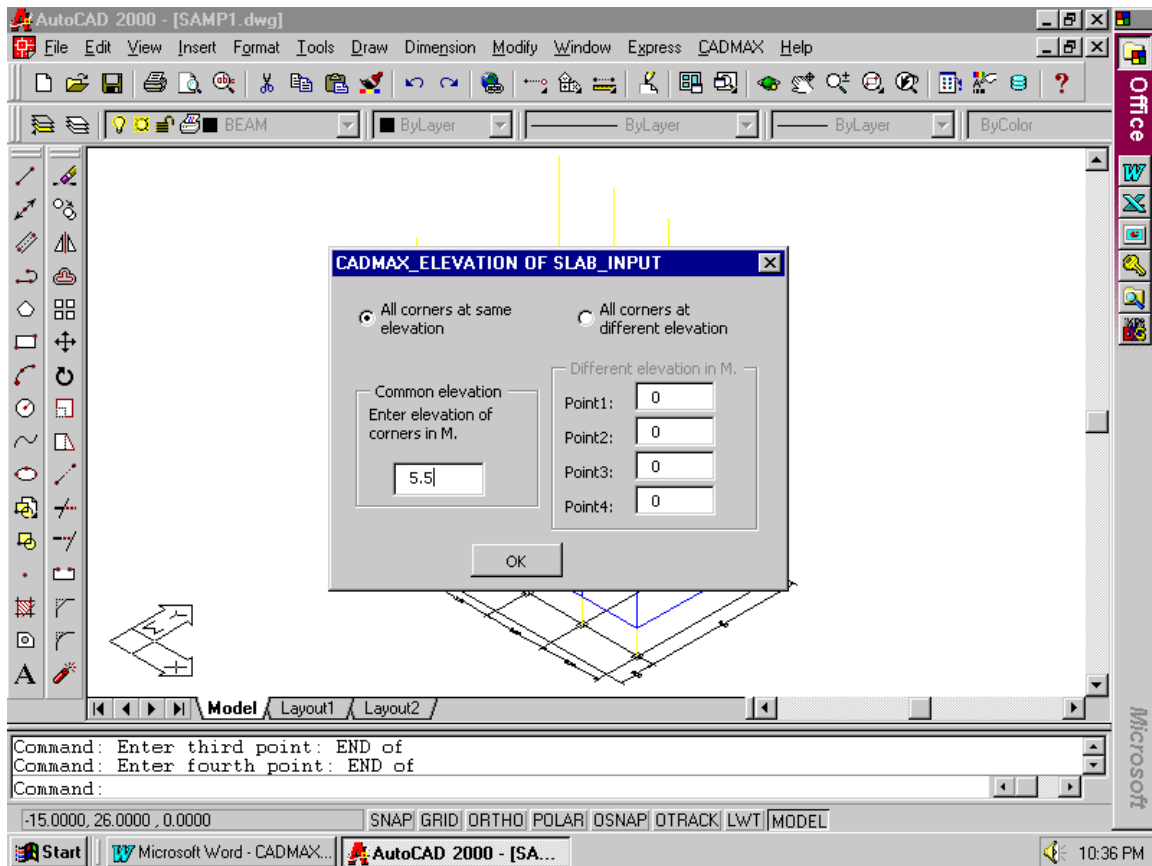 AutoCAD 2000 - [SAMP1.dwg]
File Edit View Insert Format Tools Draw Dimension Modify Window Express CADMAX Help
BEAM ByLayer ByLayer ByLayer ByColor
Office
CADMAX_ELEVATION OF SLAB_INPUT
All corners at same
elevation
All corners at
different elevation
Common elevation
Enter elevation of
corners in M.
5.5
Different elevation in M.
Point1: 0
Point2: 0
Point3: 0
Point4: 0
OK
A
Model Layout1 Layout2
Command: Enter third point: END of
Command: Enter fourth point: END of
Command:
-15.0000, 26.0000 , 0.0000 SNAP GRID ORTHO POLAR OSNAP OTRACK LWT MODEL
Microsoft
Start Microsoft Word - CADMAX... AutoCAD 2000 - [SA... 10:36 PM